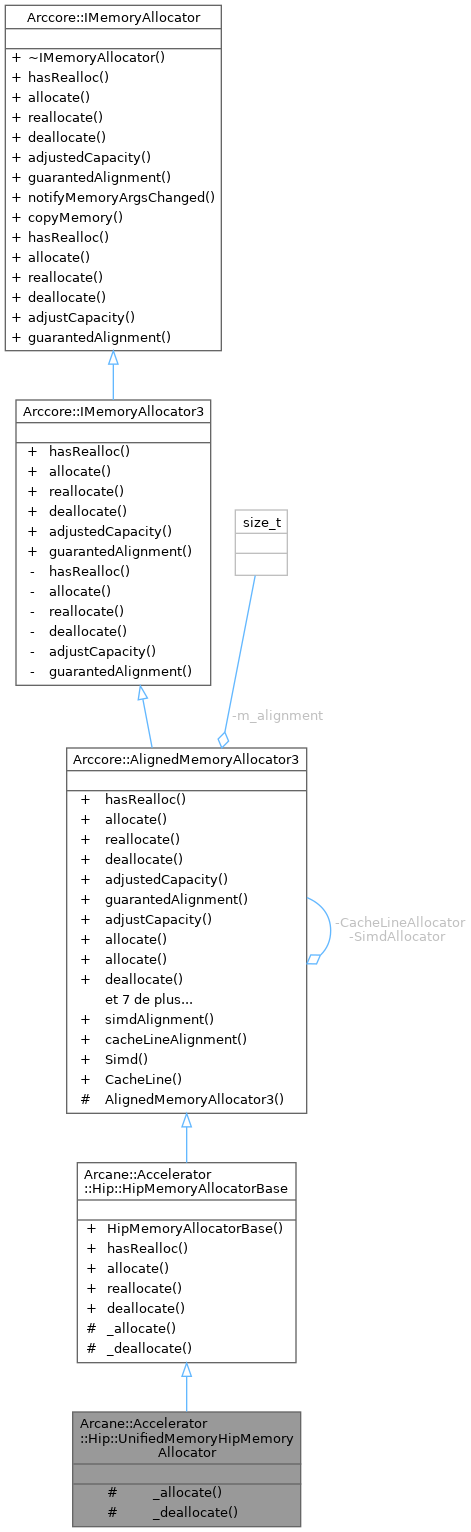 Arccore::IMemoryAllocator
+ ~IMemoryAllocator()
+ hasRealloc()
+ allocate()
+ reallocate()
+ deallocate()
+ adjustedCapacity()
+ guarantedAlignment()
+ notifyMemoryArgsChanged()
+ copyMemory()
+ hasRealloc()
+ allocate()
+ reallocate()
+ deallocate()
+ adjustCapacity()
+ guarantedAlignment()
Arccore::IMemoryAllocator3
+ hasRealloc()
+ allocate()
+ reallocate()
+ deallocate()
+ adjustedCapacity()
+ guarantedAlignment()
- hasRealloc()
- allocate()
- reallocate()
- deallocate()
- adjustCapacity()
- guarantedAlignment()
size_t
-m_alignment
Arccore::AlignedMemoryAllocator3
+ hasRealloc()
+ allocate()
+ reallocate()
+ deallocate()
+ adjustedCapacity()
+ guarantedAlignment()
+ adjustCapacity()
+ allocate()
+ allocate()
+ deallocate()
et 7 de plus...
+ simdAlignment()
+ cacheLineAlignment()
+ Simd()
+ CacheLine()
# AlignedMemoryAllocator3()
-CacheLineAllocator
-SimdAllocator
Arcane::Accelerator
::Hip::HipMemoryAllocatorBase
+ HipMemoryAllocatorBase()
+ hasRealloc()
+ allocate()
+ reallocate()
+ deallocate()
# _allocate()
# _deallocate()
Arcane::Accelerator
::Hip::UnifiedMemoryHipMemory
Allocator
# _allocate()
# _deallocate()